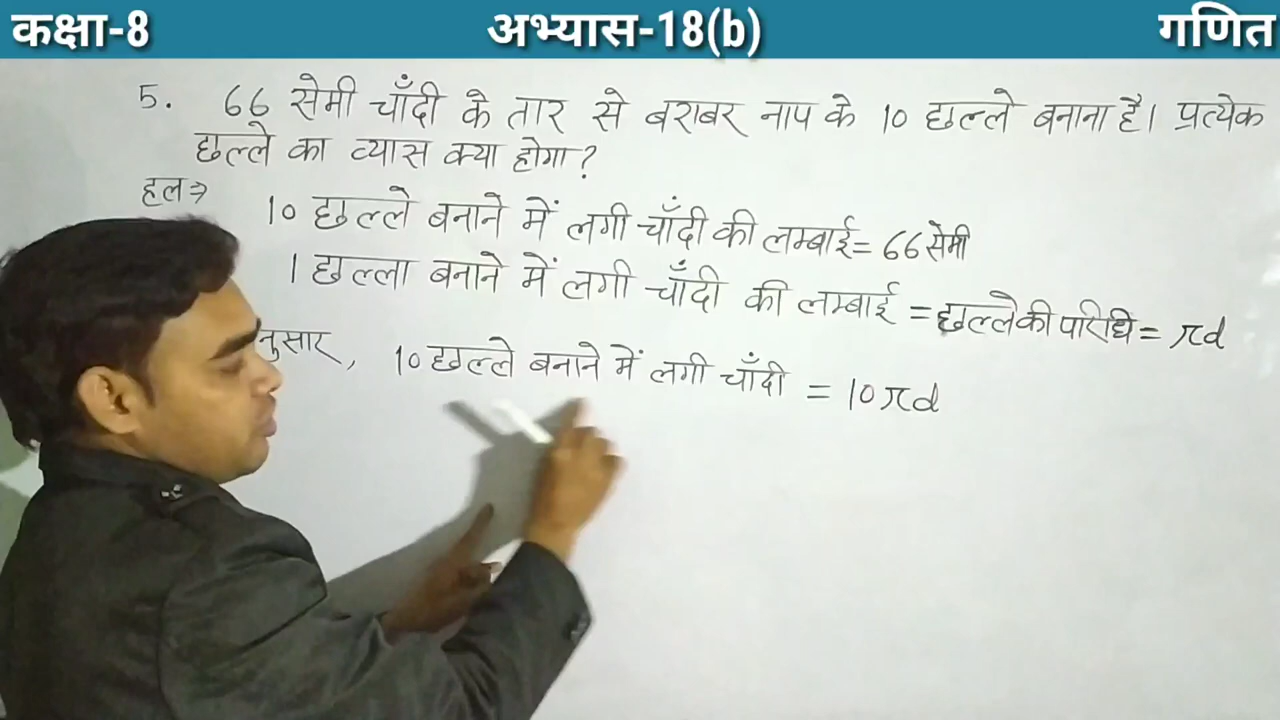 कक्षा-8 अभ्यास-18(b) गणित
5. 66 सेमी चाँदी के तार से बराबर नाप के 10 छल्ले बनाना है। प्रत्येक
छल्ले का व्यास क्या होगा?
हल⇒
10 छल्ले बनाने में लगी चाँदी की लम्बाई = 66 सेमी
1 छल्ला बनाने में लगी चाँदी की लम्बाई = छल्ले की परिधि = πd
नुसार, 10 छल्ले बनाने में लगी चाँदी = 10πd